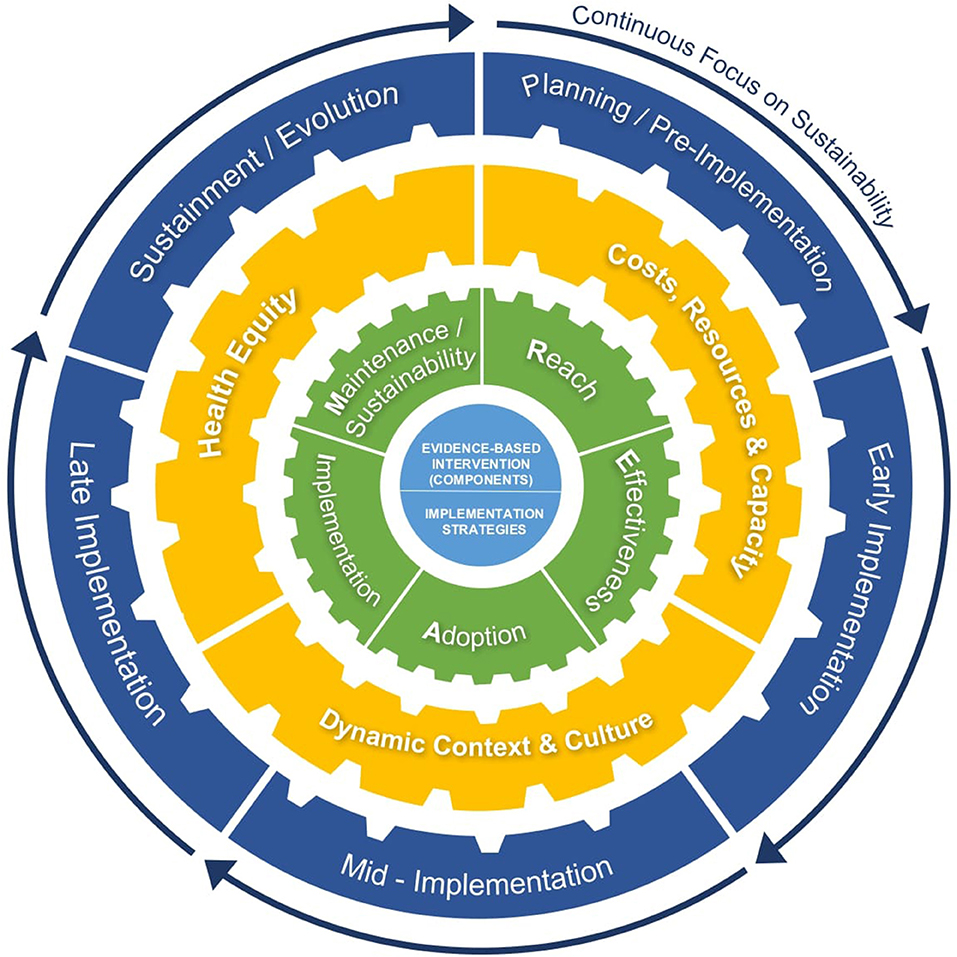 Continuous Focus on Sustainability
Planning / Pre-Implementation
Early Implementation
Mid - Implementation
Late Implementation
Sustainment / Evolution
Costs, Resources & Capacity
Dynamic Context & Culture
Health Equity
Reach
Effectiveness
Adoption
Implementation
Maintenance /
Sustainability
EVIDENCE-BASED
INTERVENTION
(COMPONENTS)
IMPLEMENTATION
STRATEGIES